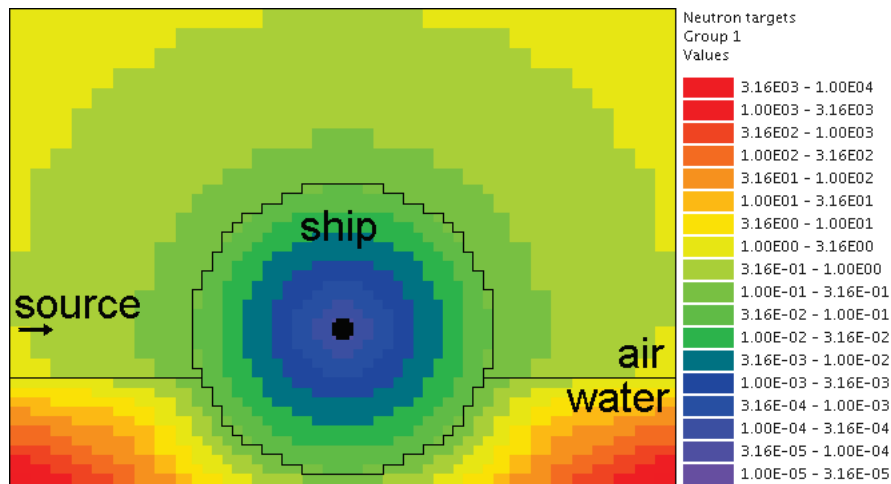 Neutron targets
Group 1
Values
3.16E03 - 1.00E04
1.00E03 - 3.16E03
3.16E02 - 1.00E03
1.00E02 - 3.16E02
3.16E01 - 1.00E02
1.00E01 - 3.16E01
3.16E00 - 1.00E01
1.00E00 - 3.16E00
3.16E-01 - 1.00E00
1.00E-01 - 3.16E-01
3.16E-02 - 1.00E-01
1.00E-02 - 3.16E-02
3.16E-03 - 1.00E-02
1.00E-03 - 3.16E-03
3.16E-04 - 1.00E-03
1.00E-04 - 3.16E-04
3.16E-05 - 1.00E-04
1.00E-05 - 3.16E-05
ship
source
air
water